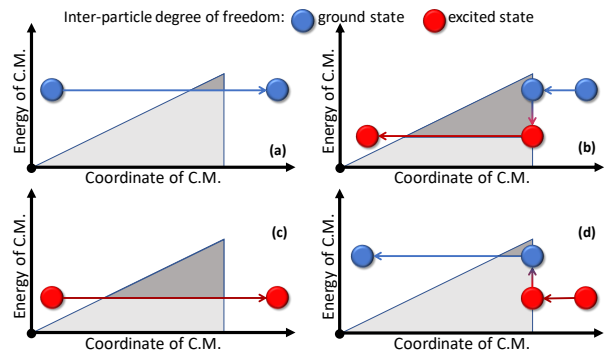 Inter-particle degree of freedom: ground state excited state
Energy of C.M.
(a)
Coordinate of C.M.
Energy of C.M.
(b)
Coordinate of C.M.
Energy of C.M.
(c)
Coordinate of C.M.
Energy of C.M.
(d)
Coordinate of C.M.